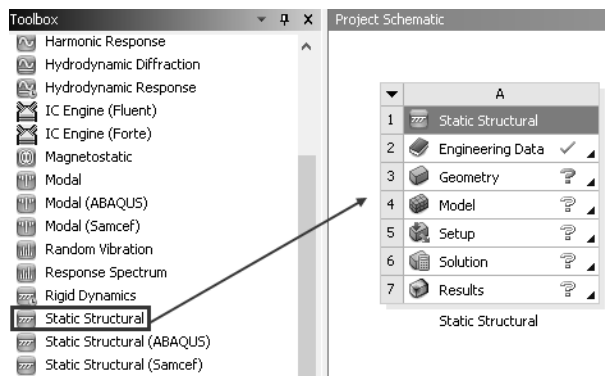 Toolbox
Harmonic Response
Hydrodynamic Diffraction
Hydrodynamic Response
IC Engine (Fluent)
IC Engine (Forte)
Magnetostatic
Modal
Modal (ABAQUS)
Modal (Samcef)
Random Vibration
Response Spectrum
Rigid Dynamics
Static Structural
Static Structural (ABAQUS)
Static Structural (Samcef)
Project Schematic
A
1 Static Structural
2 Engineering Data
3 Geometry ?
4 Model ?
5 Setup ?
6 Solution ?
7 Results ?
Static Structural